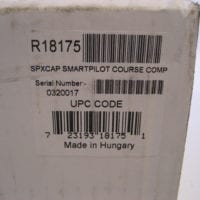 R18175
SPXCAP SMARTPILOT COURSE COMP
Serial Number -
0320017
UPC CODE
7 23193 18175 1
Made in Hungary